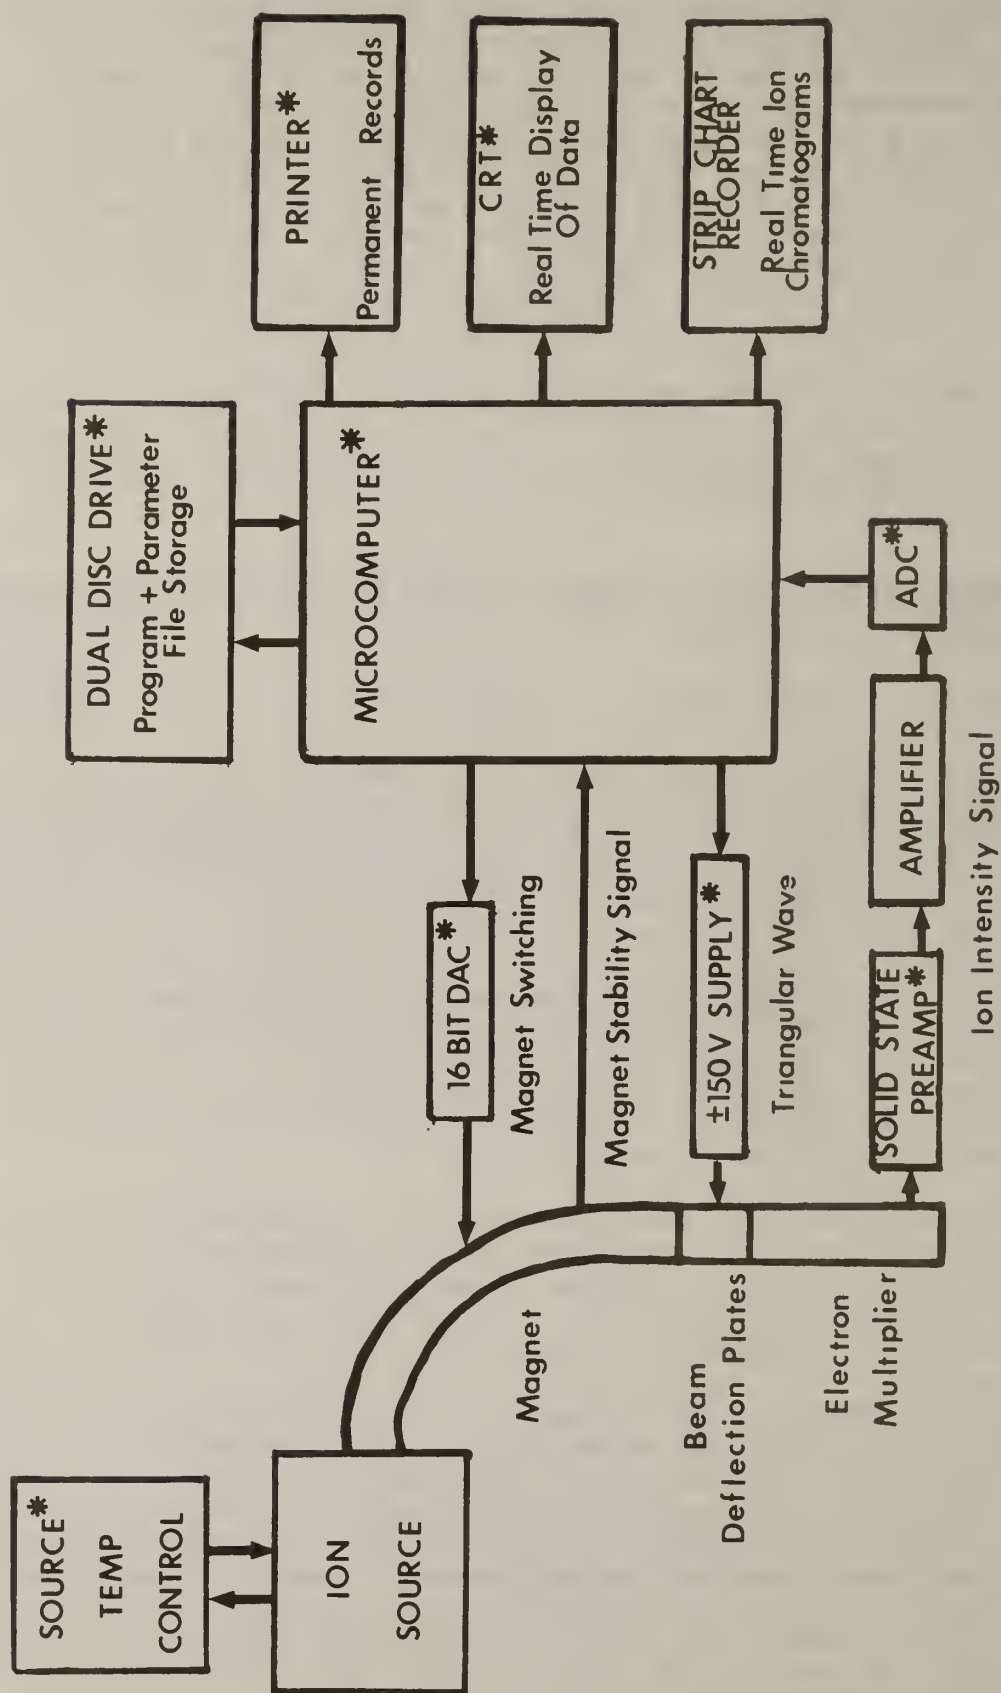 SOURCE*
TEMP
CONTROL
ION
SOURCE
DUAL DISC DRIVE*
Program + Parameter
File Storage
MICROCOMPUTER*
PRINTER*
Permanent Records
CRT*
Real Time Display
Of Data
STRIP CHART
RECORDER
Real Time Ion
Chromatograms
16 BIT DAC*
Magnet Switching
Magnet Stability Signal
±150V SUPPLY*
Triangular Wave
Magnet
Beam
Deflection Plates
Electron
Multiplier
SOLID STATE
PREAMP*
AMPLIFIER
ADC*
Ion Intensity Signal